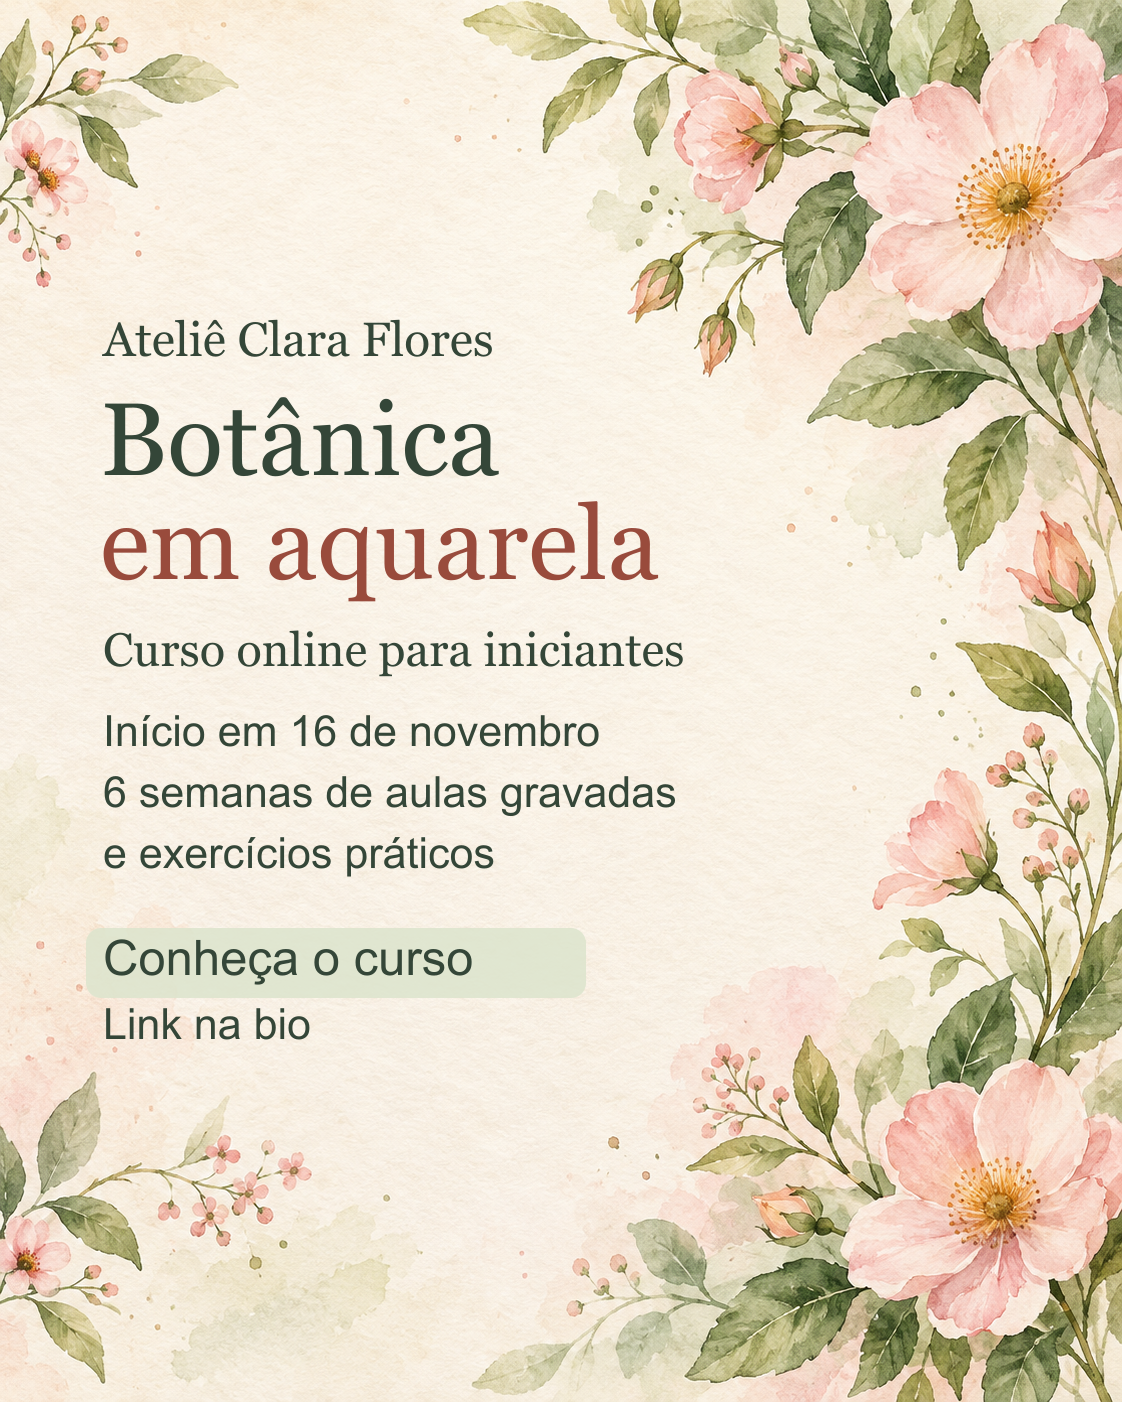 Ateliê Clara Flores
Botânica
em aquarela
Curso online para iniciantes
Início em 16 de novembro
6 semanas de aulas gravadas
e exercícios práticos
Conheça o curso
Link na bio